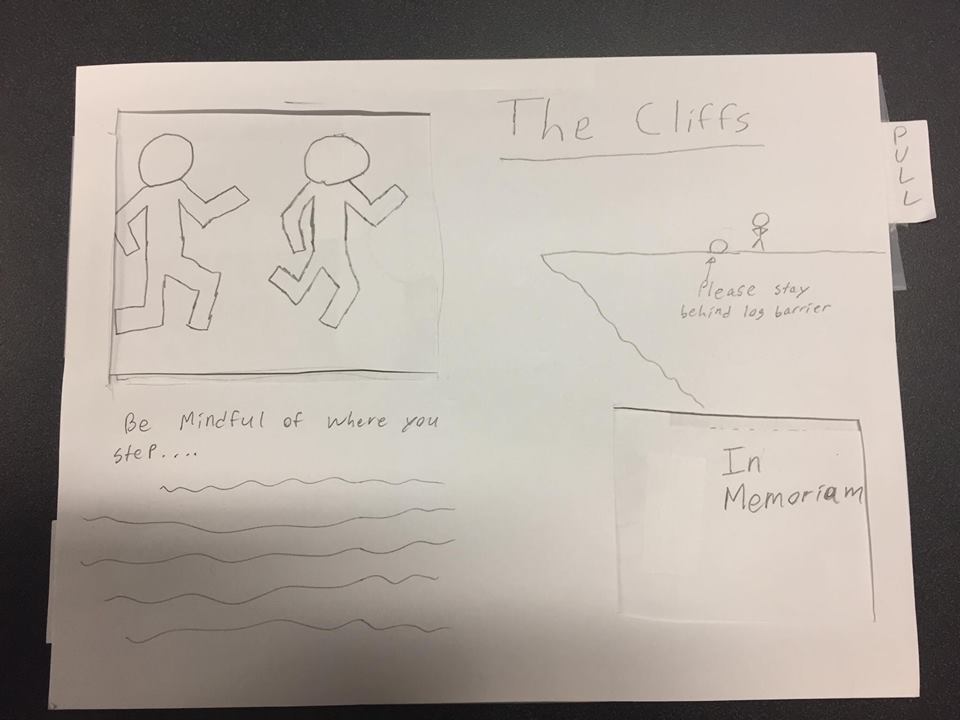 The Cliffs
PULL
Please stay
behind log barrier
Be Mindful of where you
step....
In
Memoriam